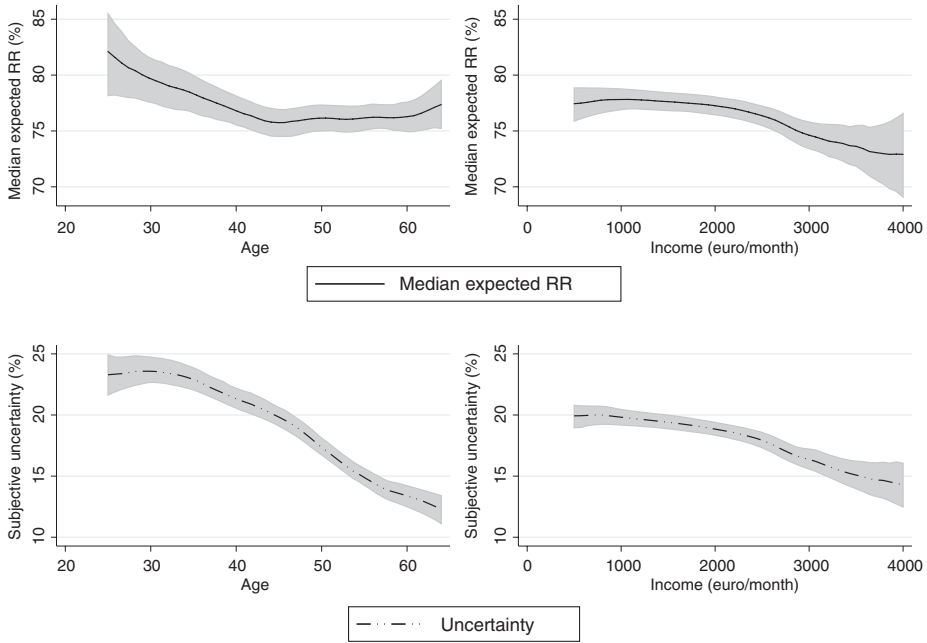 Median expected RR (%)
85
80
75
70
20 30 40 50 60
Age
Median expected RR (%)
85
80
75
70
0 1000 2000 3000 4000
Income (euro/month)
Median expected RR
Subjective uncertainty (%)
25
20
15
10
20 30 40 50 60
Age
Subjective uncertainty (%)
25
20
15
10
0 1000 2000 3000 4000
Income (euro/month)
Uncertainty